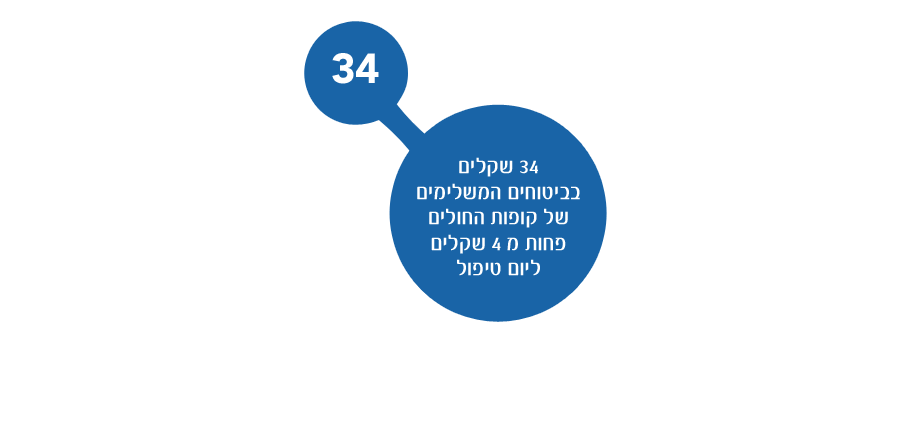 34
34 שקלים
בביטוחים המשלימים
של קופות החולים
פחות מ 4 שקלים
ליום טיפול